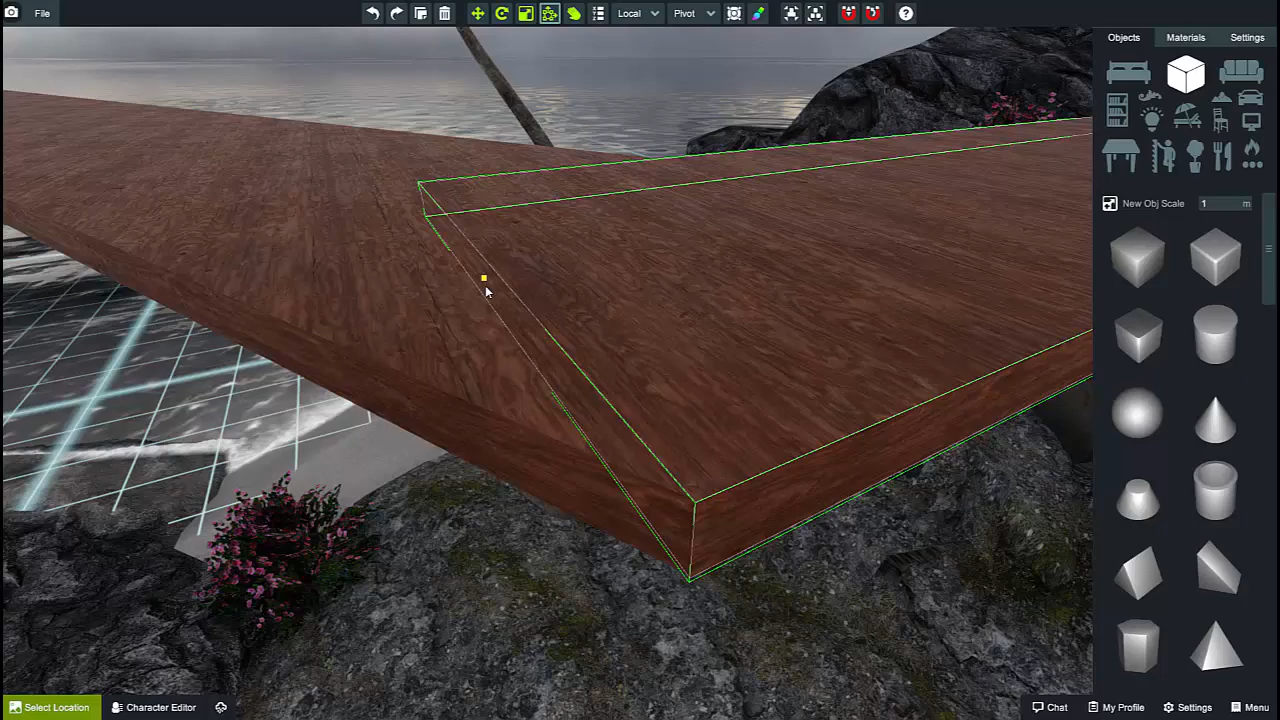 File
Local
Pivot
Objects
Materials
Settings
New Obj Scale
1
m
Select Location
Character Editor
Chat
My Profile
Settings
Menu